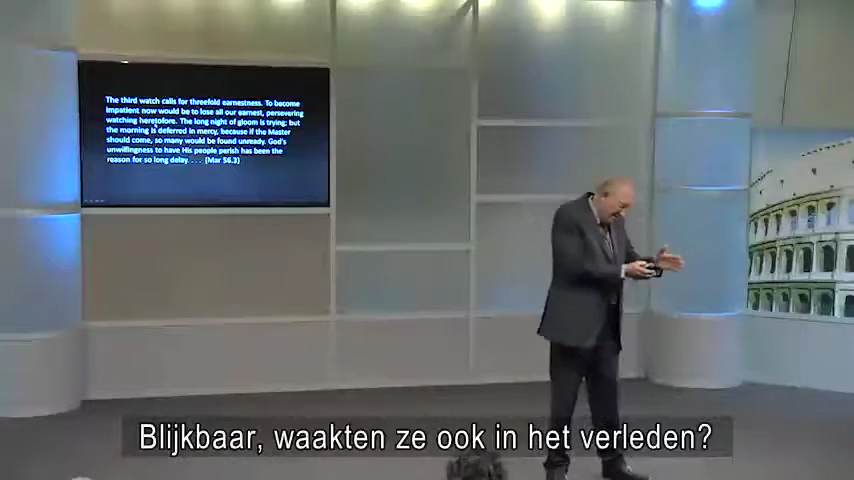 The third watch calls for threefold earnestness. To become
impatient now would be to lose all our earnest, persevering
watching heretofore. The long night of gloom is trying; but
the morning is deferred in mercy, because if the Master
should come, so many would be found unready. God's
unwillingness to have His people perish has been the
reason for so long delay. . . . (Mar 56.3)
Blijkbaar, waakten ze ook in het verleden?